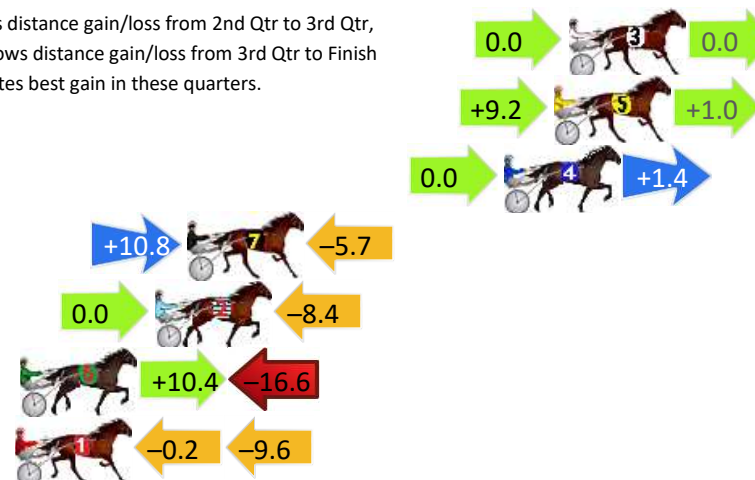 s distance gain/loss from 2nd Qtr to 3rd Qtr,
ows distance gain/loss from 3rd Qtr to Finish
tes best gain in these quarters.
0.0 3 0.0
+9.2 5 +1.0
0.0 4 +1.4
+10.8 7 –5.7
0.0 2 –8.4
6 +10.4 –16.6
1 –0.2 –9.6